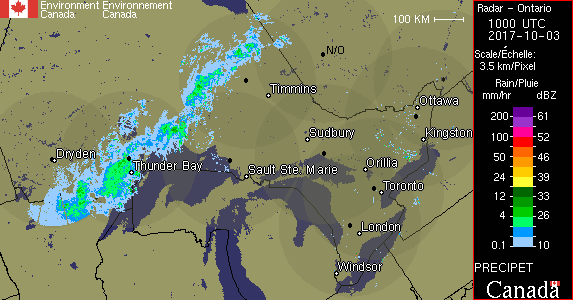 Environment Environnement
Canada Canada
100 KM
N/O
Timmins
Ottawa
Sudbury
Kingston
Dryden
Thunder Bay
Sault Ste. Marie
Orillia
Toronto
London
Windsor
Radar - Ontario
1000 UTC
2017-10-03
Scale/Échelle:
3.5 km/Pixel
Rain/Pluie
mm/hr dBZ
200 61
100 52
50 46
24 39
12 33
4 26
0.1 10
PRECIPET
Canada